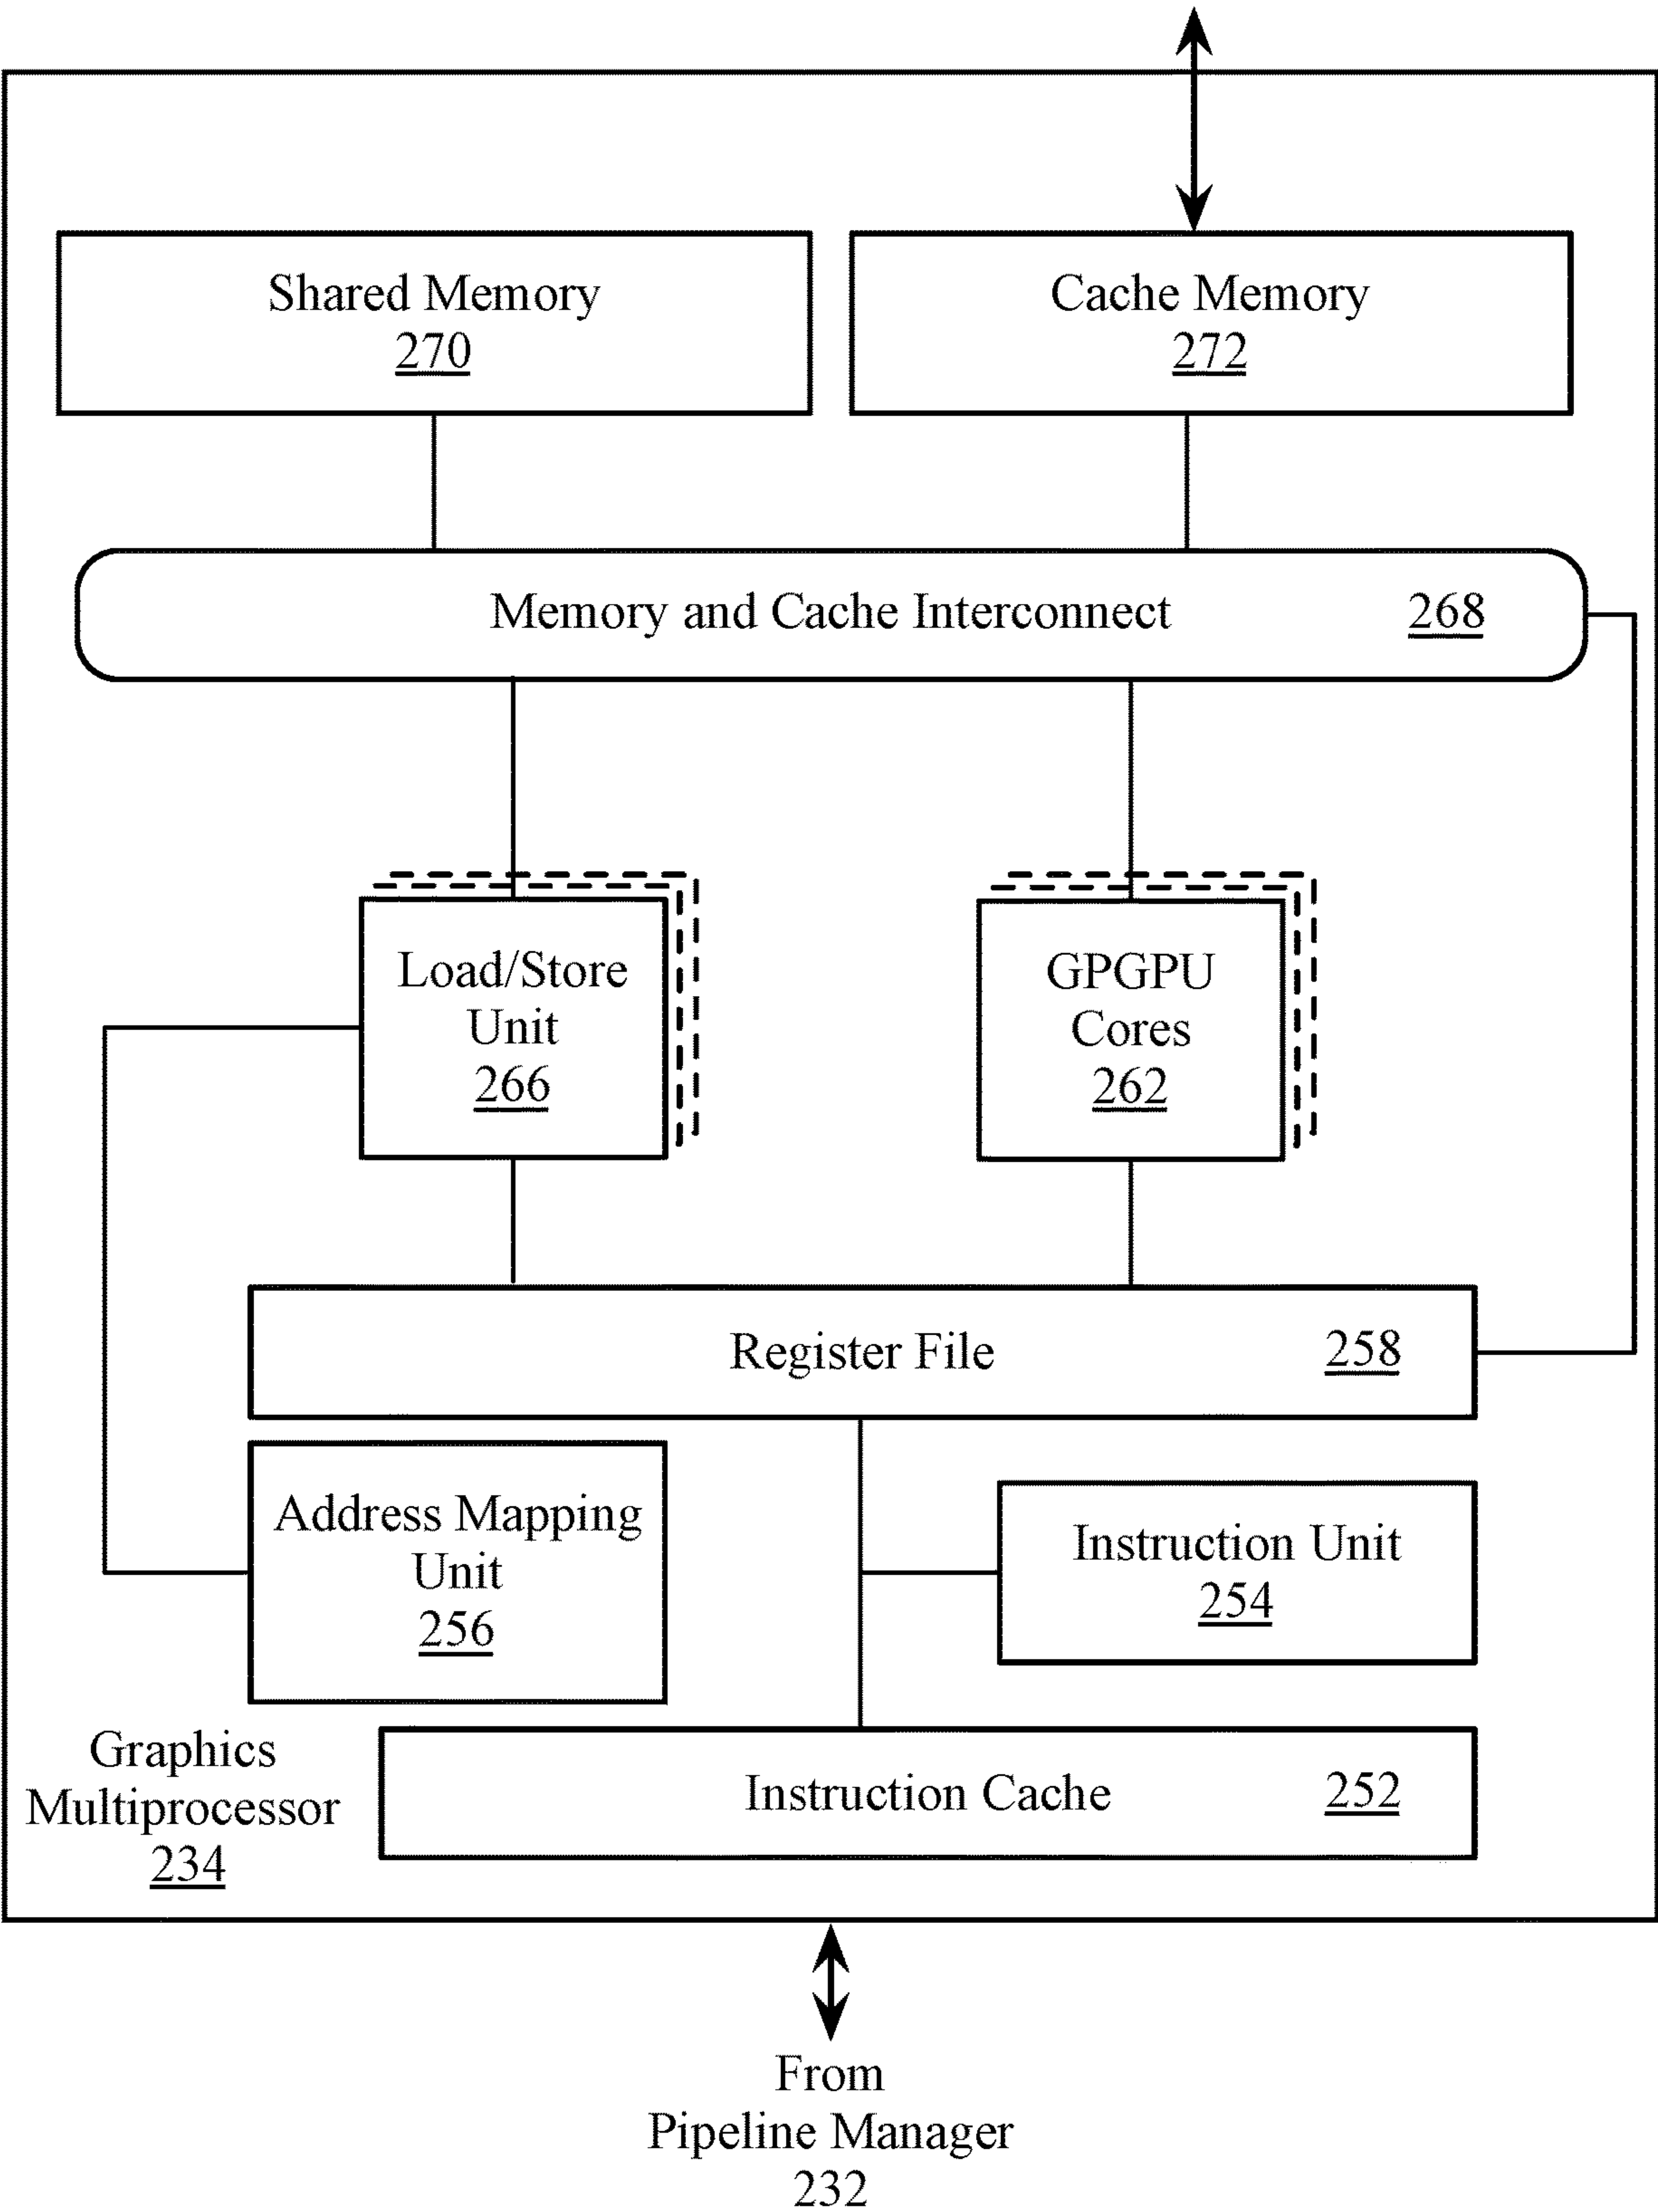 Shared Memory
270
Cache Memory
272
Memory and Cache Interconnect 268
Load/Store
Unit
266
GPGPU
Cores
262
Register File 258
Address Mapping
Unit
256
Instruction Unit
254
Graphics
Multiprocessor
234
Instruction Cache 252
From
Pipeline Manager
232